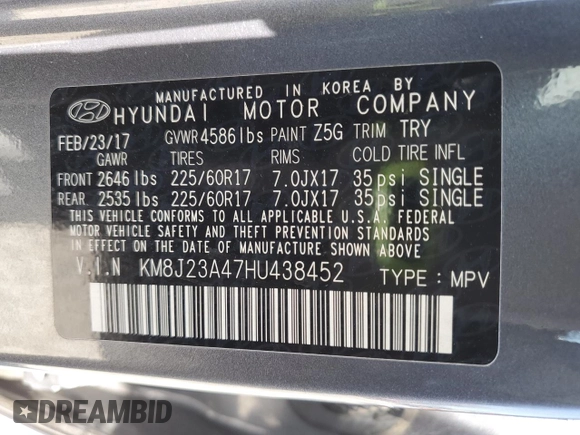 MANUFACTURED IN KOREA BY
HYUNDAI MOTOR COMPANY
FEB/23/17 GVWR 4586lbs PAINT Z5G TRIM TRY
GAWR TIRES RIMS COLD TIRE INFL
FRONT 2646 lbs 225/60R17 7.0JX17 35psi SINGLE
REAR 2535 lbs 225/60R17 7.0JX17 35psi SINGLE
THIS VEHICLE CONFORMS TO ALL APPLICABLE U.S.A. FEDERAL
MOTOR VEHICLE SAFETY AND THEFT PREVENTION STANDARDS
IN EFFECT ON THE DATE OF MANUFACTURE SHOWN ABOVE.
V.I.N KM8J23A47HU438452 TYPE : MPV
DREAMBID